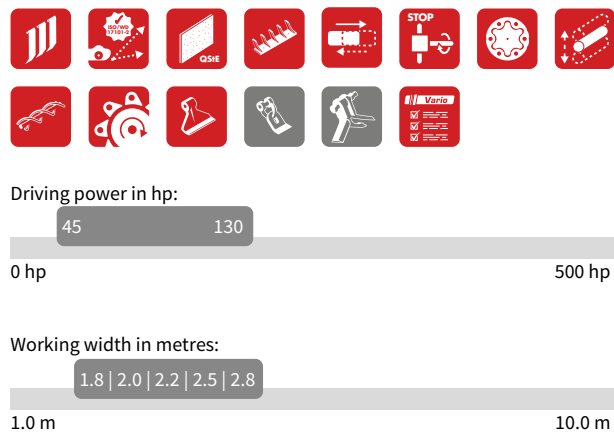 STOP
ISO/WD
17101-2
QStE
Vario
Driving power in hp:
45 130
0 hp 500 hp
Working width in metres:
1.8 | 2.0 | 2.2 | 2.5 | 2.8
1.0 m 10.0 m